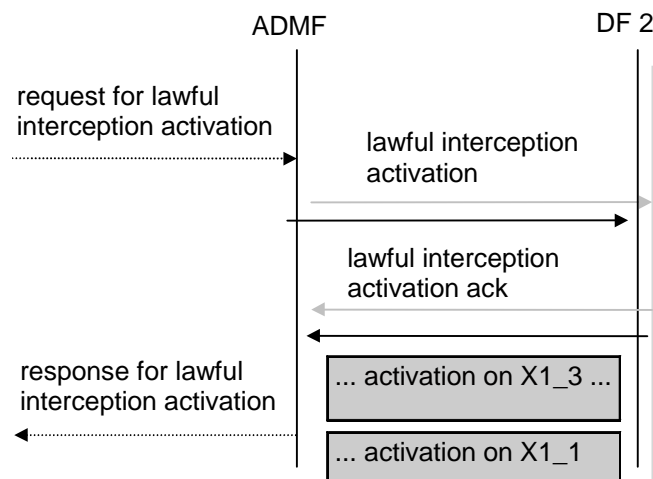 ADMF
DF 2
request for lawful
interception activation
lawful interception
activation
lawful interception
activation ack
response for lawful
interception activation
... activation on X1_3 ...
... activation on X1_1